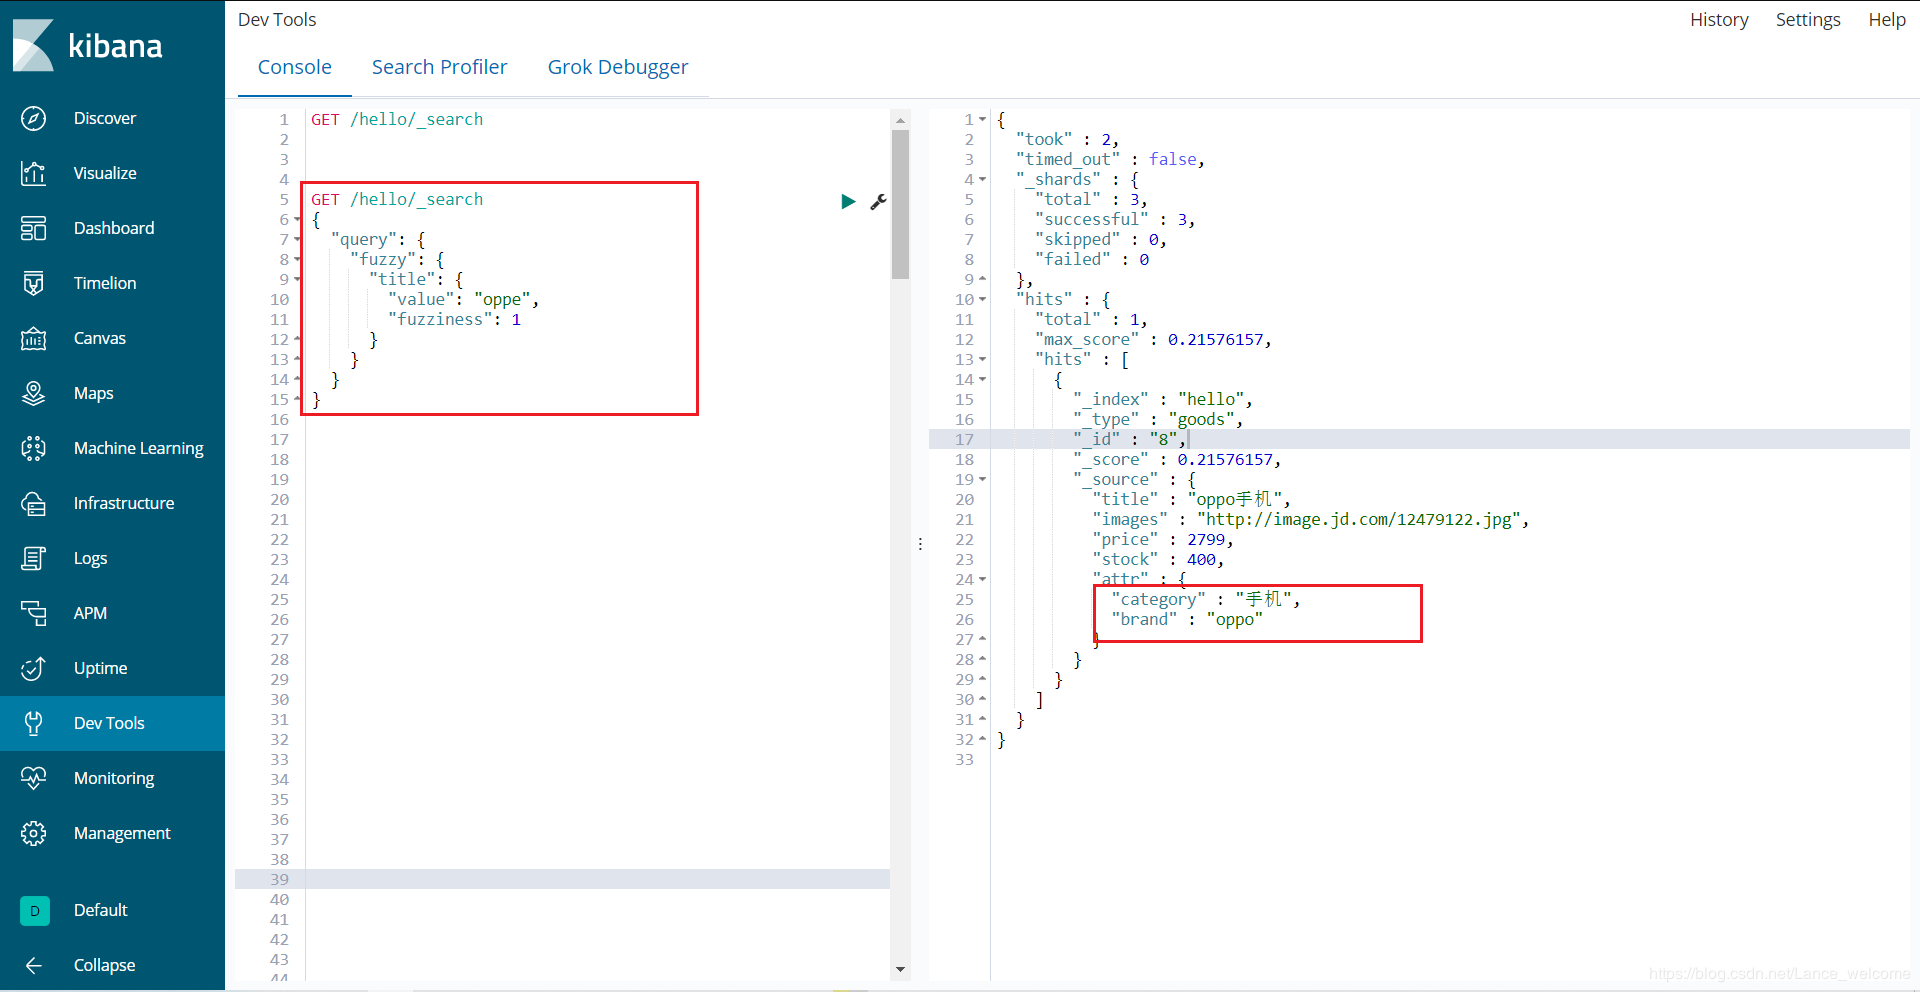 kibana
Discover
Visualize
Dashboard
Timelion
Canvas
Maps
Machine Learning
Infrastructure
Logs
APM
Uptime
Dev Tools
Monitoring
Management
D Default
Collapse
Dev Tools
History Settings Help
Console Search Profiler Grok Debugger
1 GET /hello/_search
2
3
4
5 GET /hello/_search
6 {
7 "query": {
8 "fuzzy": {
9 "title": {
10 "value": "oppe",
11 "fuzziness": 1
12 }
13 }
14 }
15 }
16
17
18
19
20
21
22
23
24
25
26
27
28
29
30
31
32
33
34
35
36
37
38
39
40
41
42
43
44
1 {
2 "took" : 2,
3 "timed_out" : false,
4 "_shards" : {
5 "total" : 3,
6 "successful" : 3,
7 "skipped" : 0,
8 "failed" : 0
9 },
10 "hits" : {
11 "total" : 1,
12 "max_score" : 0.21576157,
13 "hits" : [
14 {
15 "_index" : "hello",
16 "_type" : "goods",
17 "_id" : "8",
18 "_score" : 0.21576157,
19 "_source" : {
20 "title" : "oppo手机",
21 "images" : "http://image.jd.com/12479122.jpg",
22 "price" : 2799,
23 "stock" : 400,
24 "attr" : {
25 "category" : "手机",
26 "brand" : "oppo"
27 }
28 }
29 }
30 ]
31 }
32 }
33
https://blog.csdn.net/Lance_welcome